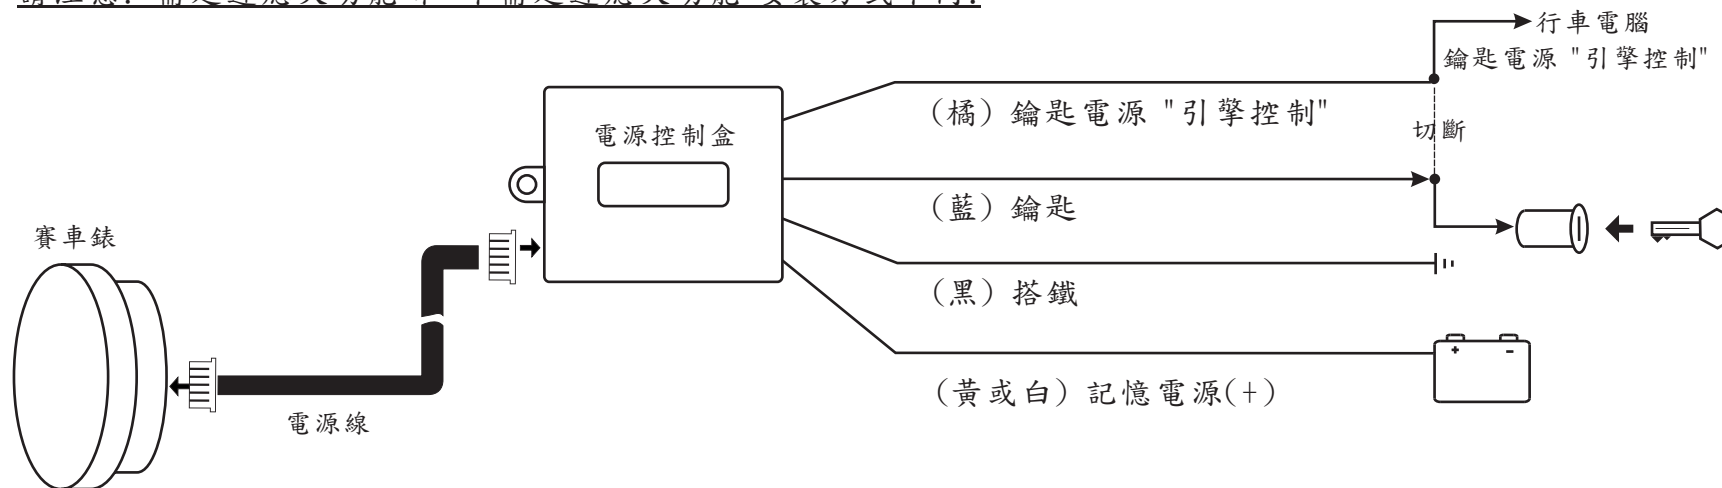 行車電腦
鑰匙電源 "引擎控制"
(橘) 鑰匙電源 "引擎控制"
切斷
電源控制盒
(藍) 鑰匙
賽車錶
(黑) 搭鐵
+ -
(黃或白) 記憶電源(+)
電源線